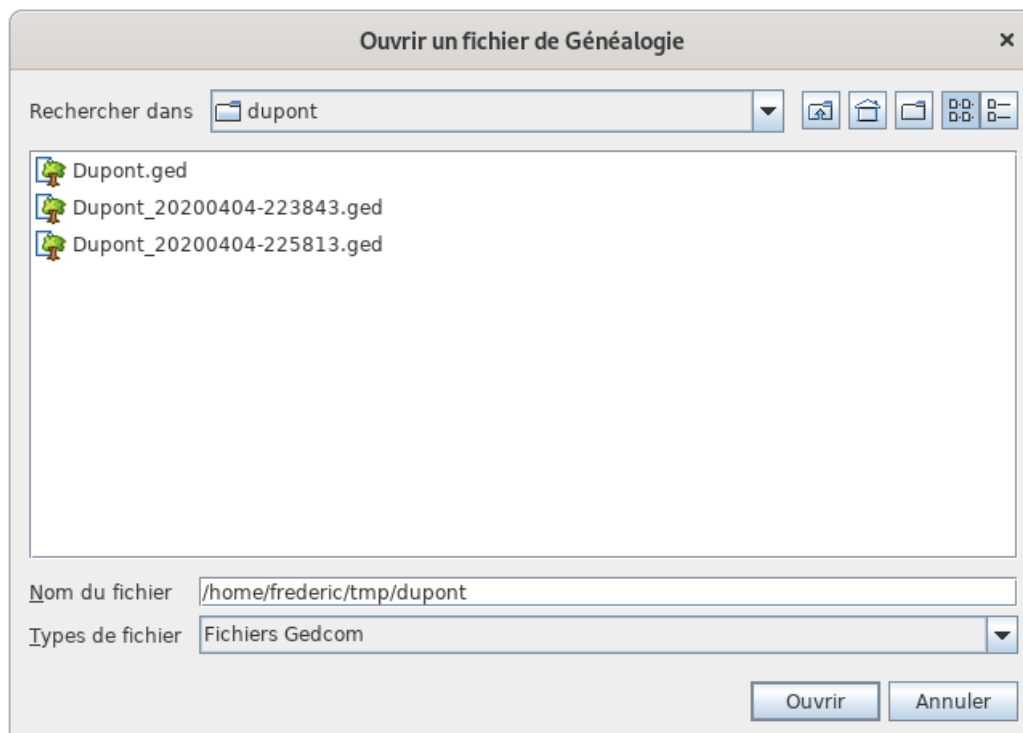 Ouvrir un fichier de Généalogie
Rechercher dans dupont
Dupont.ged
Dupont_20200404-223843.ged
Dupont_20200404-225813.ged
Nom du fichier /home/frederic/tmp/dupont
Types de fichier Fichiers Gedcom
Ouvrir Annuler